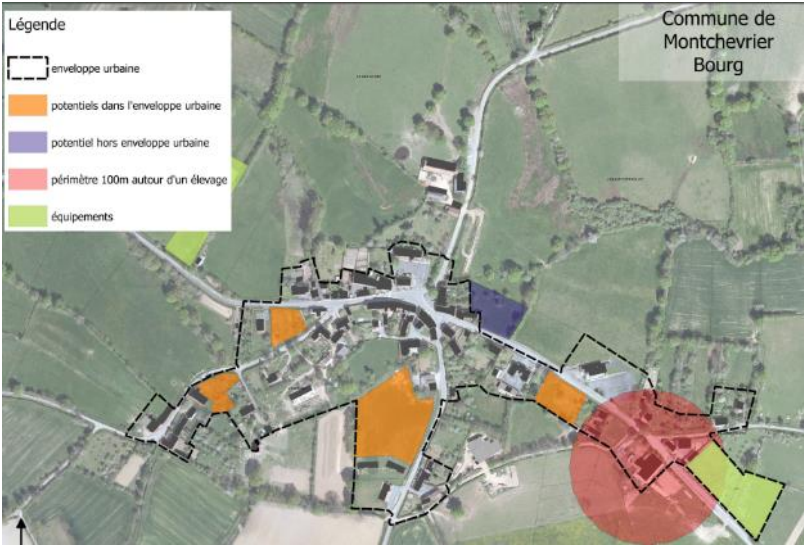 Légende
enveloppe urbaine
potentiels dans l'enveloppe urbaine
potentiel hors enveloppe urbaine
périmètre 100m autour d'un élevage
équipements
Commune de
Montchevrier
Bourg